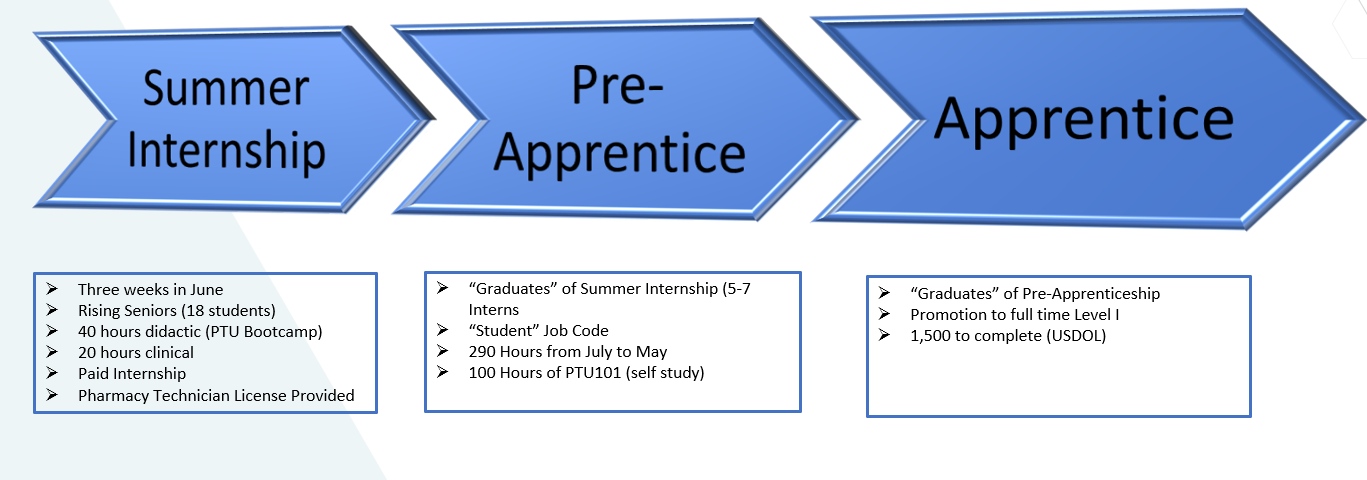 Summer
Internship
Pre-
Apprentice
Apprentice
Three weeks in June
Rising Seniors (18 students)
40 hours didactic (PTU Bootcamp)
20 hours clinical
Paid Internship
Pharmacy Technician License Provided
“Graduates” of Summer Internship (5-7
Interns
“Student” Job Code
290 Hours from July to May
100 Hours of PTU101 (self study)
“Graduates” of Pre-Apprenticeship
Promotion to full time Level I
1,500 to complete (USDOL)